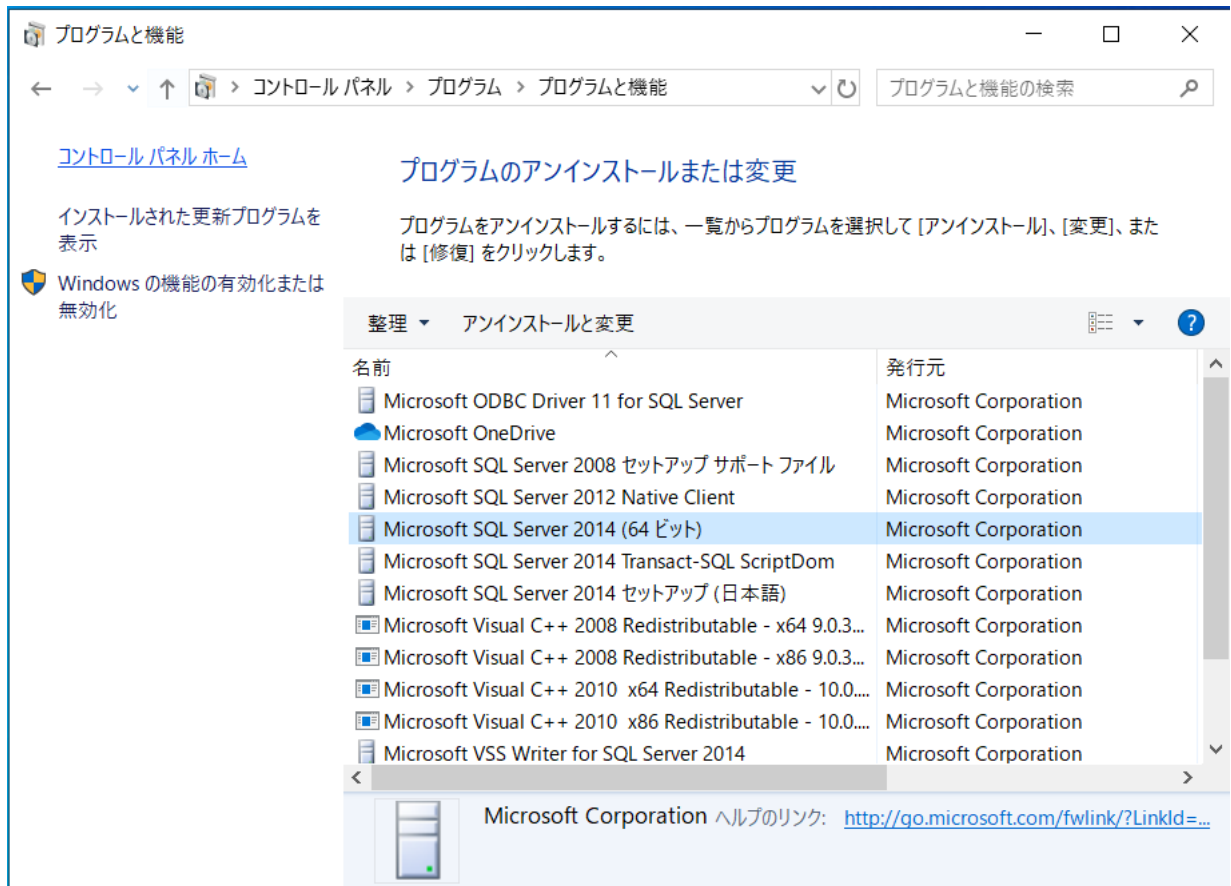 プログラムと機能
コントロール パネル > プログラム > プログラムと機能
プログラムと機能の検索
コントロール パネル ホーム
インストールされた更新プログラムを
表示
Windows の機能の有効化または
無効化
プログラムのアンインストールまたは変更
プログラムをアンインストールするには、一覧からプログラムを選択して [アンインストール]、[変更]、また
は [修復] をクリックします。
整理 アンインストールと変更
名前 発行元
Microsoft ODBC Driver 11 for SQL Server Microsoft Corporation
Microsoft OneDrive Microsoft Corporation
Microsoft SQL Server 2008 セットアップ サポート ファイル Microsoft Corporation
Microsoft SQL Server 2012 Native Client Microsoft Corporation
Microsoft SQL Server 2014 (64 ビット) Microsoft Corporation
Microsoft SQL Server 2014 Transact-SQL ScriptDom Microsoft Corporation
Microsoft SQL Server 2014 セットアップ (日本語) Microsoft Corporation
Microsoft Visual C++ 2008 Redistributable - x64 9.0.3... Microsoft Corporation
Microsoft Visual C++ 2008 Redistributable - x86 9.0.3... Microsoft Corporation
Microsoft Visual C++ 2010  x64 Redistributable - 10.0.... Microsoft Corporation
Microsoft Visual C++ 2010  x86 Redistributable - 10.0.... Microsoft Corporation
Microsoft VSS Writer for SQL Server 2014 Microsoft Corporation
Microsoft Corporation ヘルプのリンク: http://go.microsoft.com/fwlink/?LinkId=...